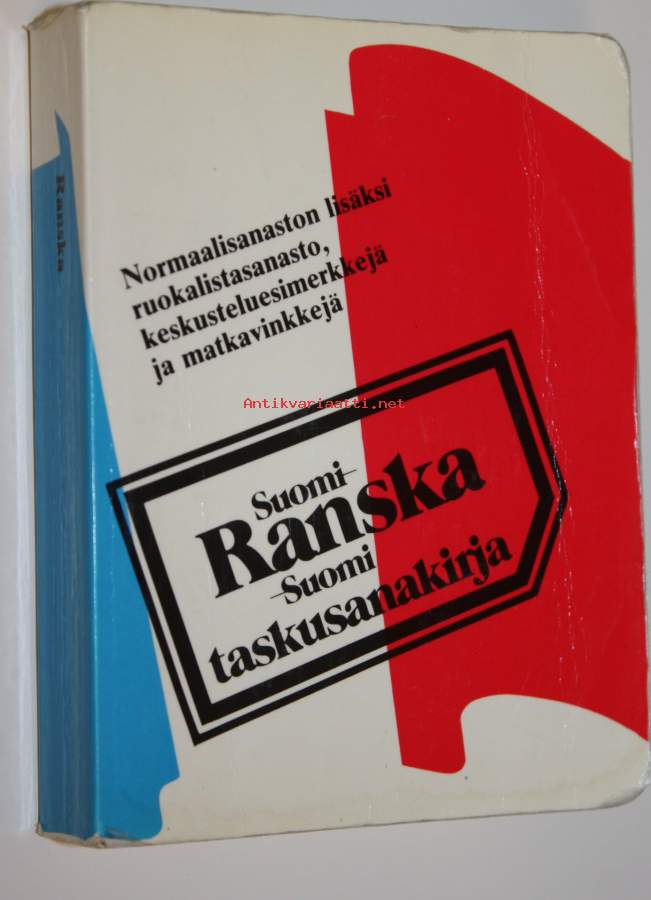 Ranska
Normaalisanaston lisäksi
ruokalistasanasto,
keskusteluesimerkkejä
ja matkavinkkejä
Antikvariaatti.net
Suomi-
Ranska
-Suomi
taskusanakirja